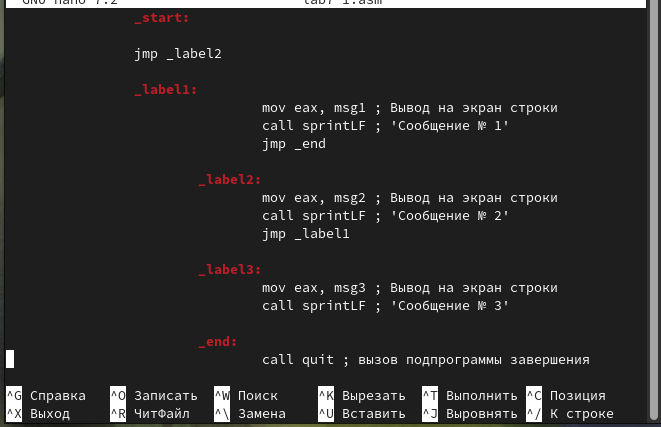 GNU nano 7.2 lab7-1.asm
_start:
jmp _label2
_label1:
mov eax, msg1 ; Вывод на экран строки
call sprintLF ; 'Сообщение № 1'
jmp _end
_label2:
mov eax, msg2 ; Вывод на экран строки
call sprintLF ; 'Сообщение № 2'
jmp _label1
_label3:
mov eax, msg3 ; Вывод на экран строки
call sprintLF ; 'Сообщение № 3'
_end:
call quit ; вызов подпрограммы завершения
^G Справка ^O Записать ^W Поиск ^K Вырезать ^T Выполнить ^C Позиция
^X Выход ^R ЧитФайл ^\ Замена ^U Вставить ^J Выровнять ^/ К строке